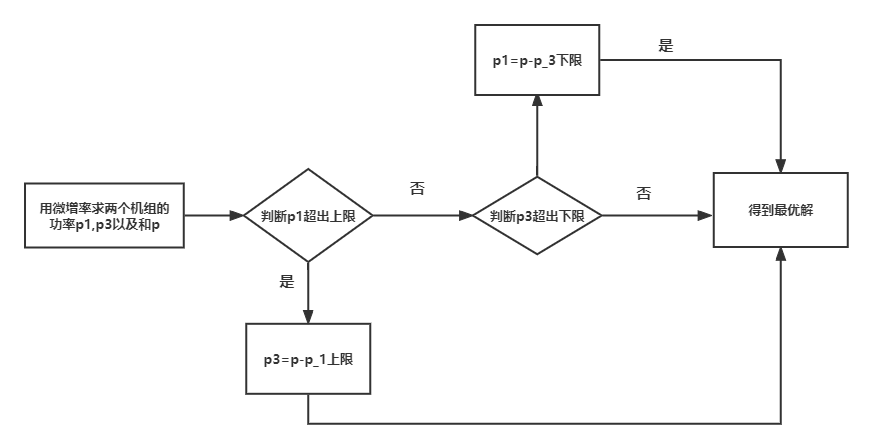 p1=p-p_3下限
是
用微增率求两个机组的
功率p1,p3以及和p
判断p1超出上限
否
判断p3超出下限
否
得到最优解
是
p3=p-p_1上限